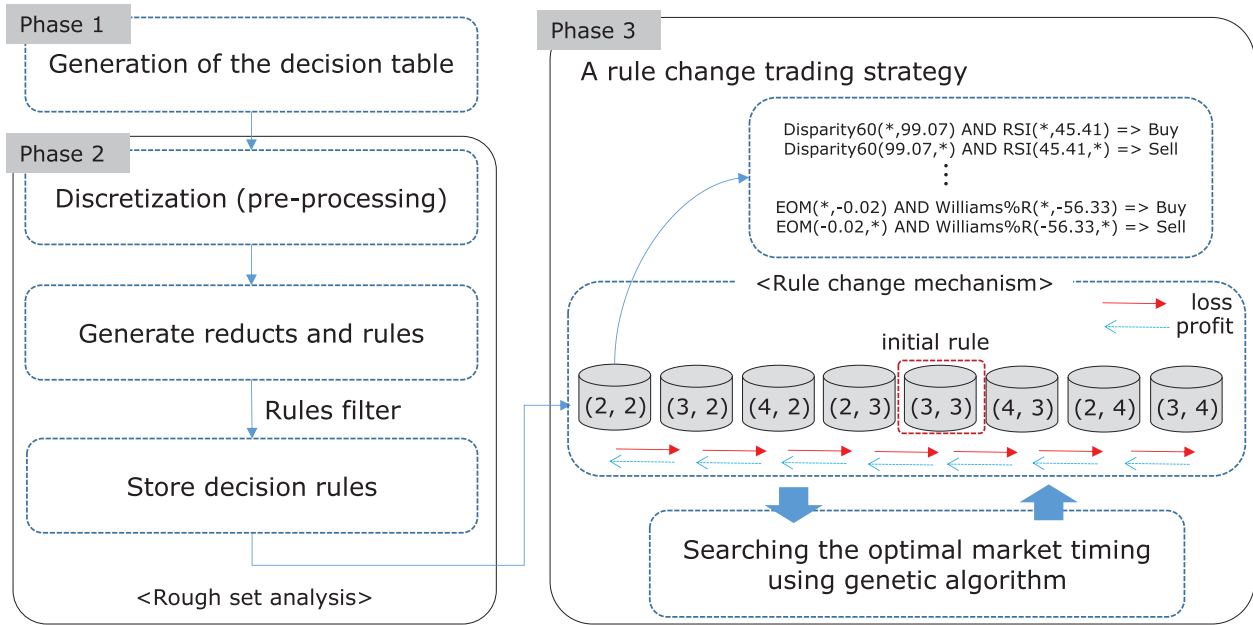 Phase 1
Generation of the decision table
Phase 2
Discretization (pre-processing)
Generate reducts and rules
Rules filter
Store decision rules
<Rough set analysis>
Phase 3
A rule change trading strategy
Disparity60(*,99.07) AND RSI(*,45.41) => Buy
Disparity60(99.07,*) AND RSI(45.41,*) => Sell
⋮
EOM(*,-0.02) AND Williams%R(*,-56.33) => Buy
EOM(-0.02,*) AND Williams%R(-56.33,*) => Sell
<Rule change mechanism>
loss
profit
initial rule
(2, 2) (3, 2) (4, 2) (2, 3) (3, 3) (4, 3) (2, 4) (3, 4)
Searching the optimal market timing
using genetic algorithm